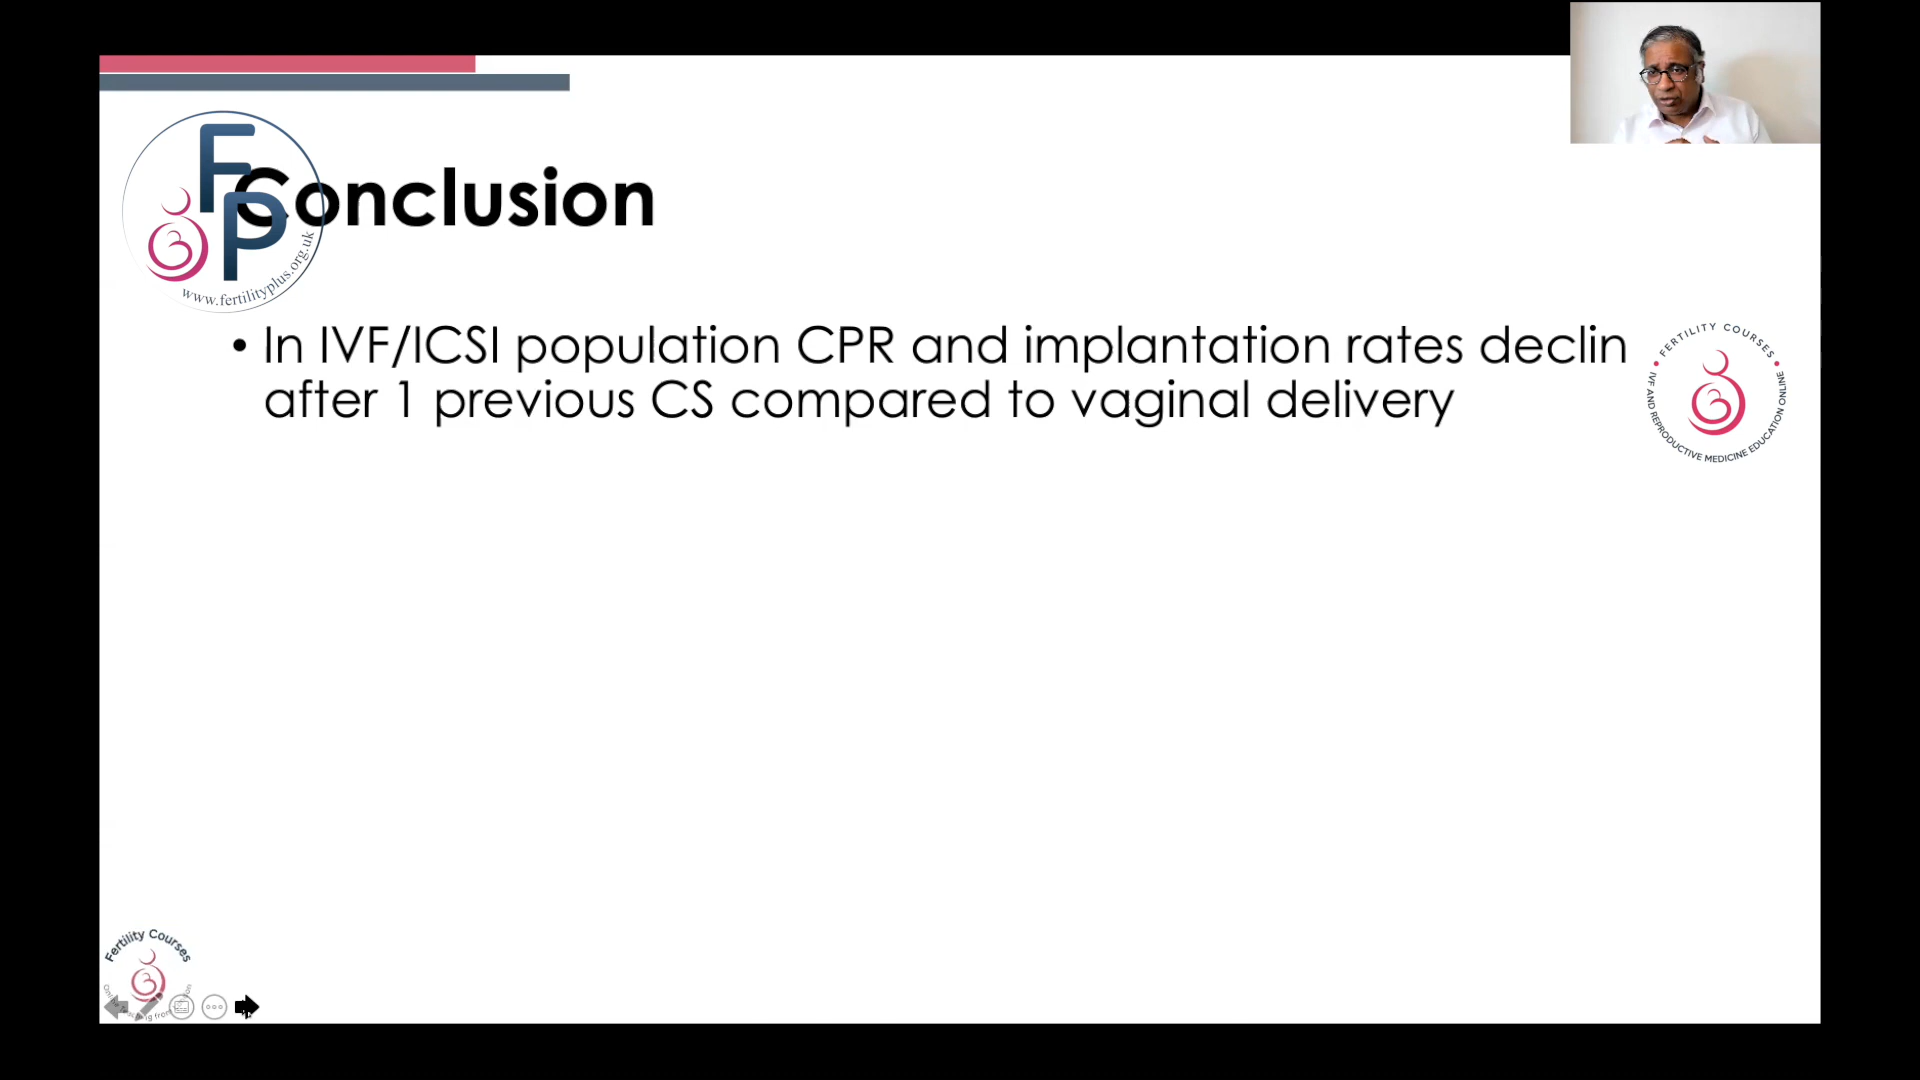 FP
Conclusion
www.fertilityplus.org.uk
• In IVF/ICSI population CPR and implantation rates declin
after 1 previous CS compared to vaginal delivery
• FERTILITY COURSES •
IVF AND REPRODUCTIVE MEDICINE EDUCATION ONLINE
Fertility Courses